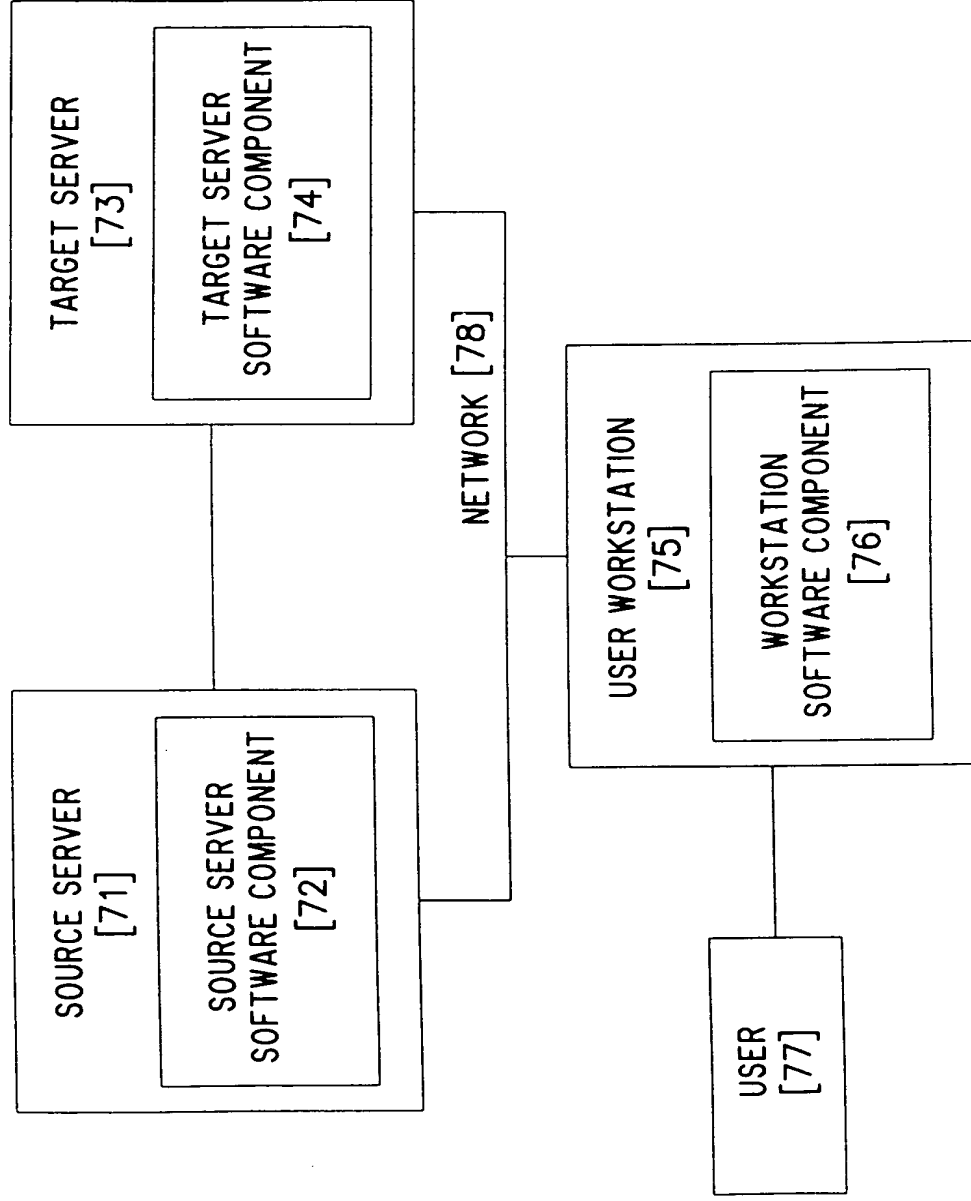 SOURCE SERVER
[71]
SOURCE SERVER
SOFTWARE COMPONENT
[72]
TARGET SERVER
[73]
TARGET SERVER
SOFTWARE COMPONENT
[74]
NETWORK [78]
USER WORKSTATION
[75]
WORKSTATION
SOFTWARE COMPONENT
[76]
USER
[77]